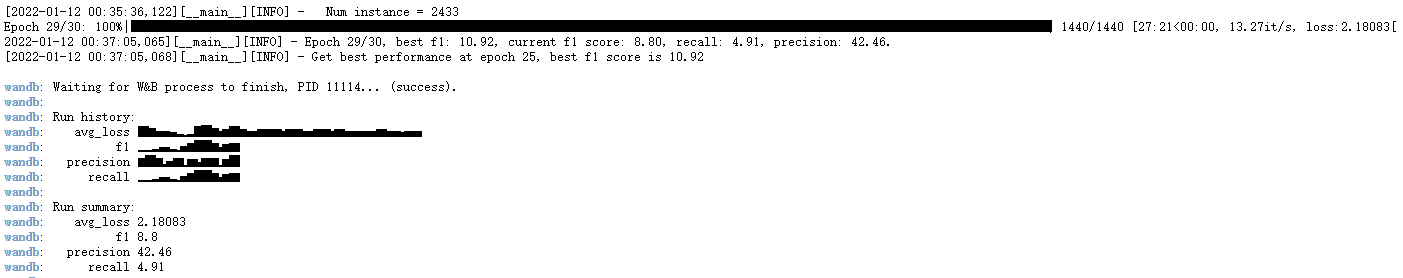 [2022-01-12 00:35:36,122][__main__][INFO] -   Num instance = 2433
Epoch 29/30: 100%| 1440/1440 [27:21<00:00, 13.27it/s, loss:2.18083[
2022-01-12 00:37:05,065][__main__][INFO] - Epoch 29/30, best f1: 10.92, current f1 score: 8.80, recall: 4.91, precision: 42.46.
[2022-01-12 00:37:05,068][__main__][INFO] - Get best performance at epoch 25, best f1 score is 10.92
wandb: Waiting for W&B process to finish, PID 11114... (success).
wandb:
wandb: Run history:
wandb: avg_loss
wandb: f1
wandb: precision
wandb: recall
wandb:
wandb: Run summary:
wandb: avg_loss 2.18083
wandb: f1 8.8
wandb: precision 42.46
wandb: recall 4.91